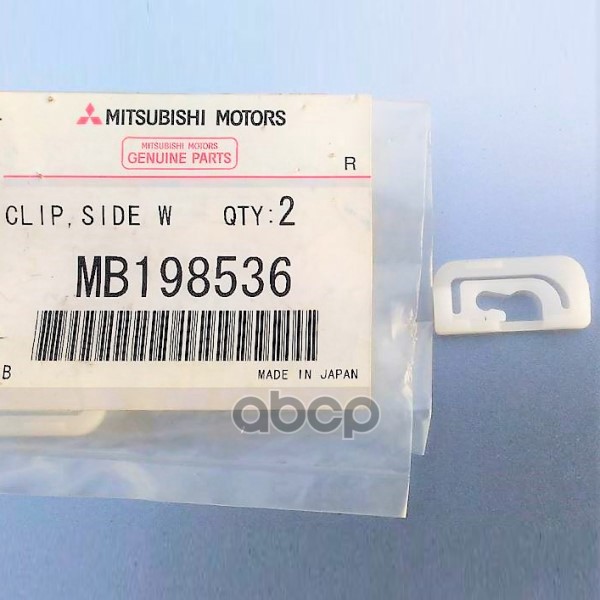 MITSUBISHI MOTORS
MITSUBISHI MOTORS
GENUINE PARTS
R
CLIP, SIDE W QTY:2
MB198536
B MADE IN JAPAN
abcp